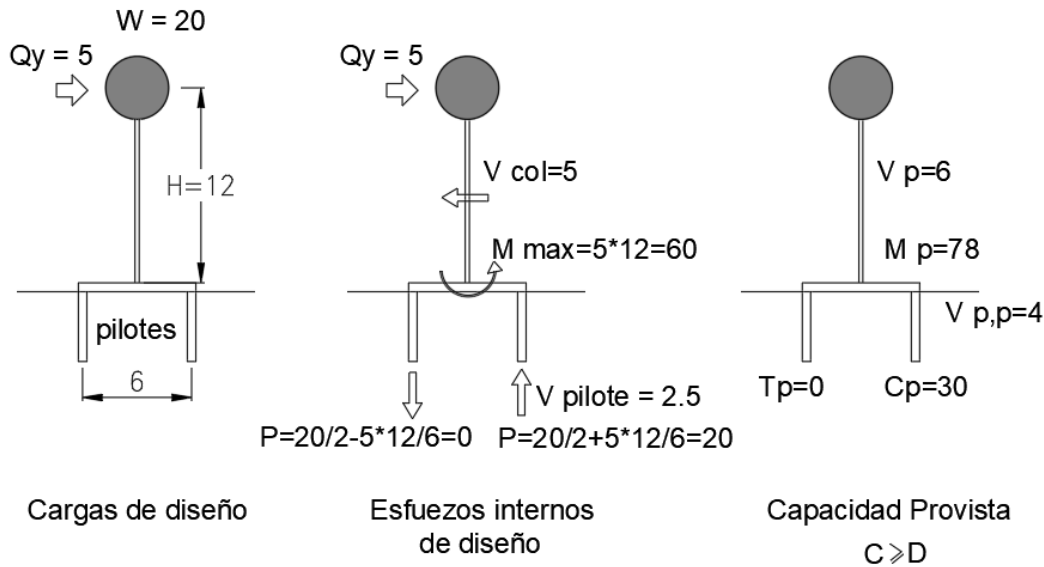 W = 20
Qy = 5
H=12
pilotes
6
Cargas de diseño
Qy = 5
V col=5
M max=5*12=60
V pilote = 2.5
P=20/2-5*12/6=0
P=20/2+5*12/6=20
Esfuezos internos
de diseño
V p=6
M p=78
V p,p=4
Tp=0
Cp=30
Capacidad Provista
C⩾D